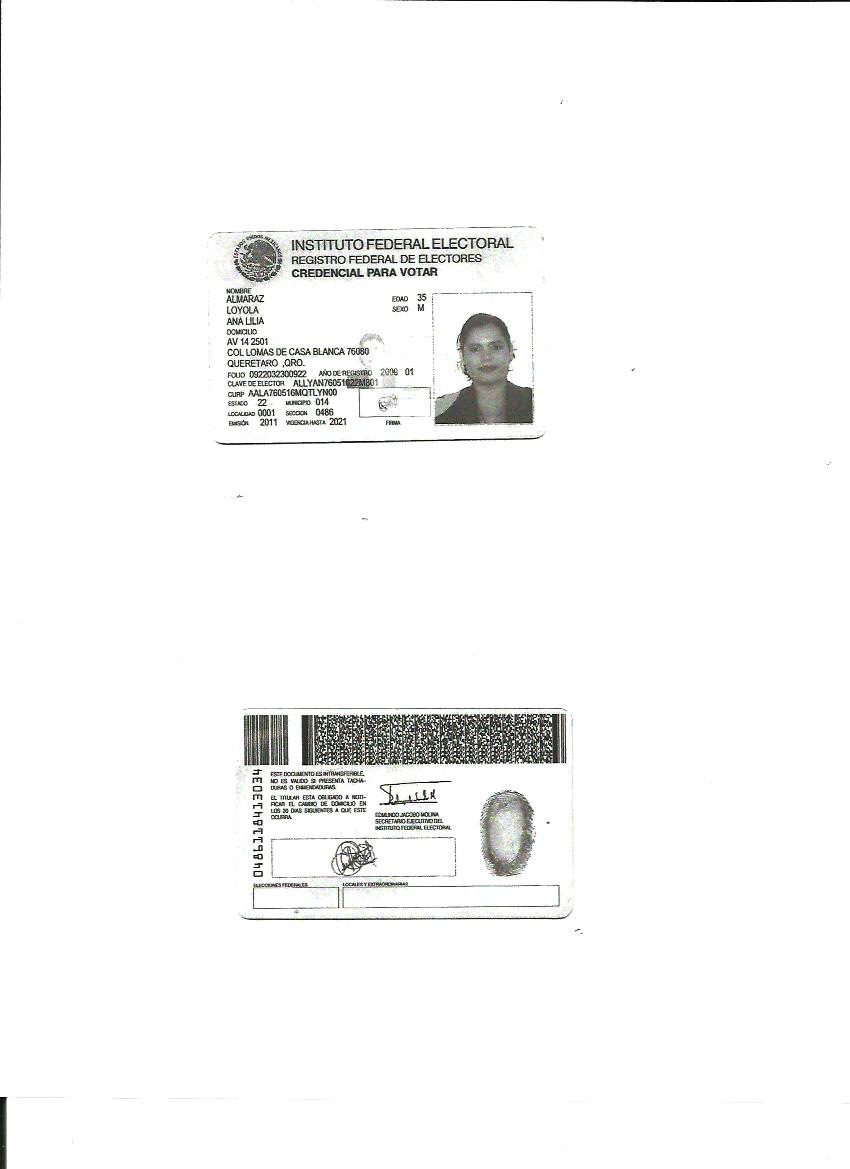 ESTADOS UNIDOS MEXICANOS
INSTITUTO FEDERAL ELECTORAL
REGISTRO FEDERAL DE ELECTORES
CREDENCIAL PARA VOTAR
NOMBRE
ALMARAZ
LOYOLA
ANA LILIA
EDAD 35
SEXO M
DOMICILIO
AV 14 2501
COL LOMAS DE CASA BLANCA 76080
QUERETARO ,QRO.
FOLIO 0922032300922 AÑO DE REGISTRO 2009 01
CLAVE DE ELECTOR ALLYAN76051622M801
CURP AALA760516MQTLYN00
ESTADO 22 MUNICIPIO 014
LOCALIDAD 0001 SECCION 0486
EMISIÓN 2011 VIGENCIA HASTA 2021
FIRMA
ESTE DOCUMENTO ES INTRANSFERIBLE,
NO ES VALIDO SI PRESENTA TACHA-
DURAS O ENMENDADURAS.
EL TITULAR ESTA OBLIGADO A NOTI-
FICAR EL CAMBIO DE DOMICILIO EN
LOS 30 DIAS SIGUIENTES A QUE ESTE
OCURRA.
EDMUNDO JACOBO MOLINA
SECRETARIO EJECUTIVO DEL
INSTITUTO FEDERAL ELECTORAL
ELECCIONES FEDERALES
LOCALES Y EXTRAORDINARIAS